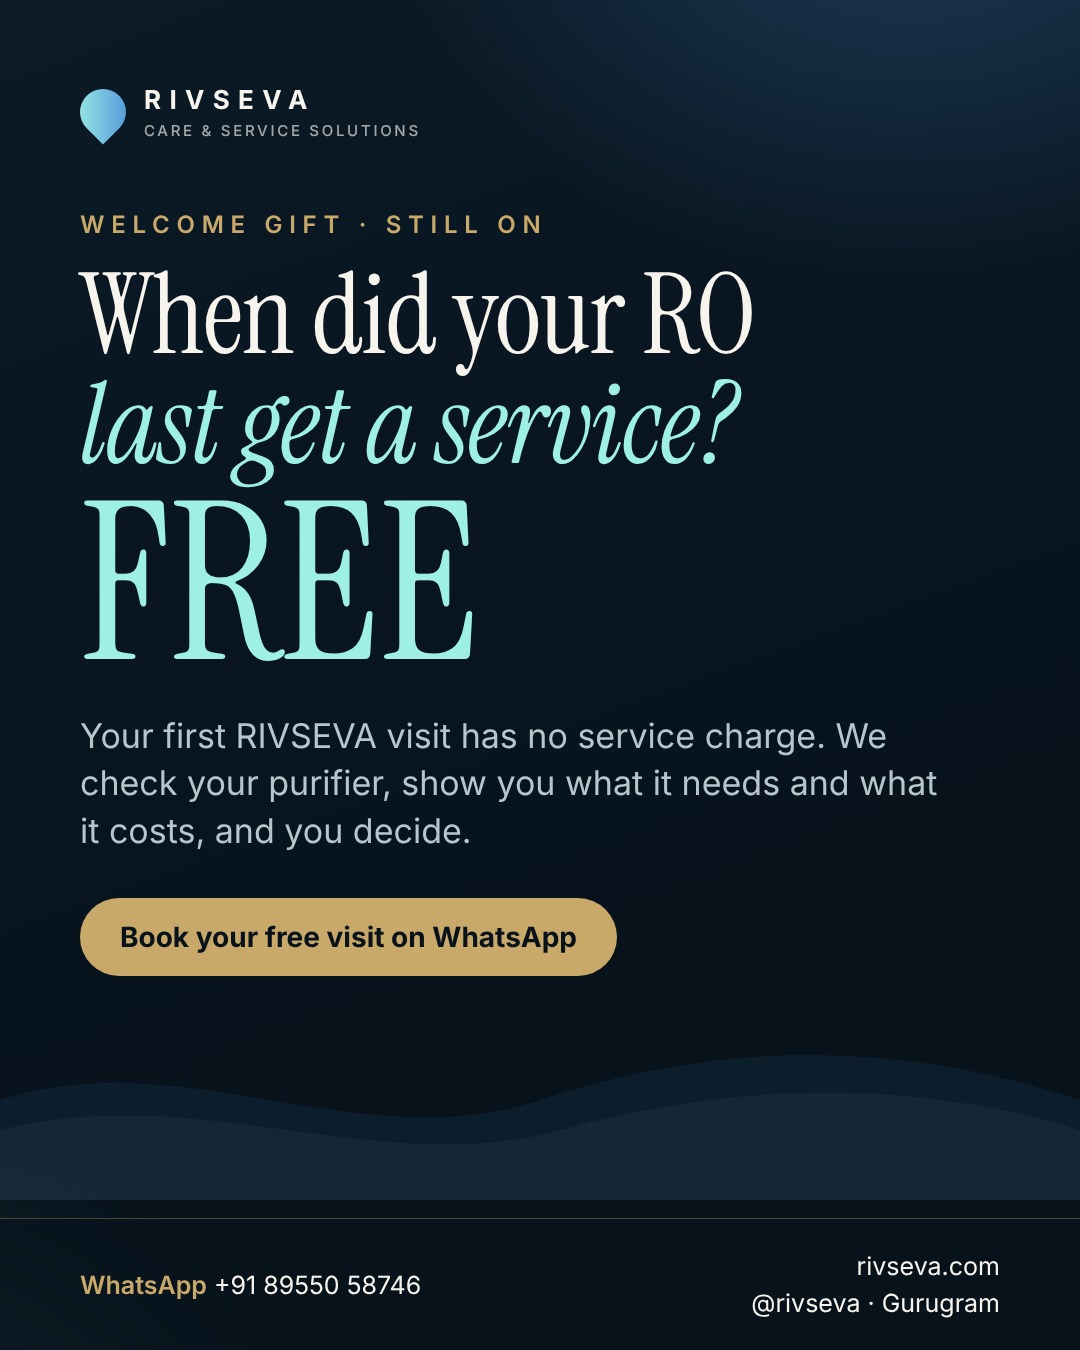 RIVSEVA
CARE & SERVICE SOLUTIONS
WELCOME GIFT · STILL ON
When did your RO
last get a service?
FREE
Your first RIVSEVA visit has no service charge. We
check your purifier, show you what it needs and what
it costs, and you decide.
Book your free visit on WhatsApp
WhatsApp +91 89550 58746
rivseva.com
@rivseva · Gurugram